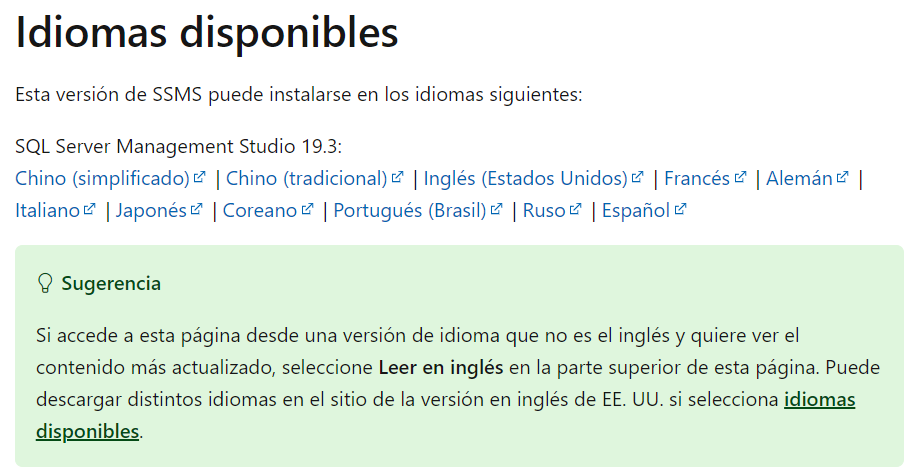 Idiomas disponibles
Esta versión de SSMS puede instalarse en los idiomas siguientes:
SQL Server Management Studio 19.3:
Chino (simplificado) | Chino (tradicional) | Inglés (Estados Unidos) | Francés | Alemán |
Italiano | Japonés | Coreano | Portugués (Brasil) | Ruso | Español
Sugerencia
Si accede a esta página desde una versión de idioma que no es el inglés y quiere ver el
contenido más actualizado, seleccione Leer en inglés en la parte superior de esta página. Puede
descargar distintos idiomas en el sitio de la versión en inglés de EE. UU. si selecciona idiomas
disponibles.